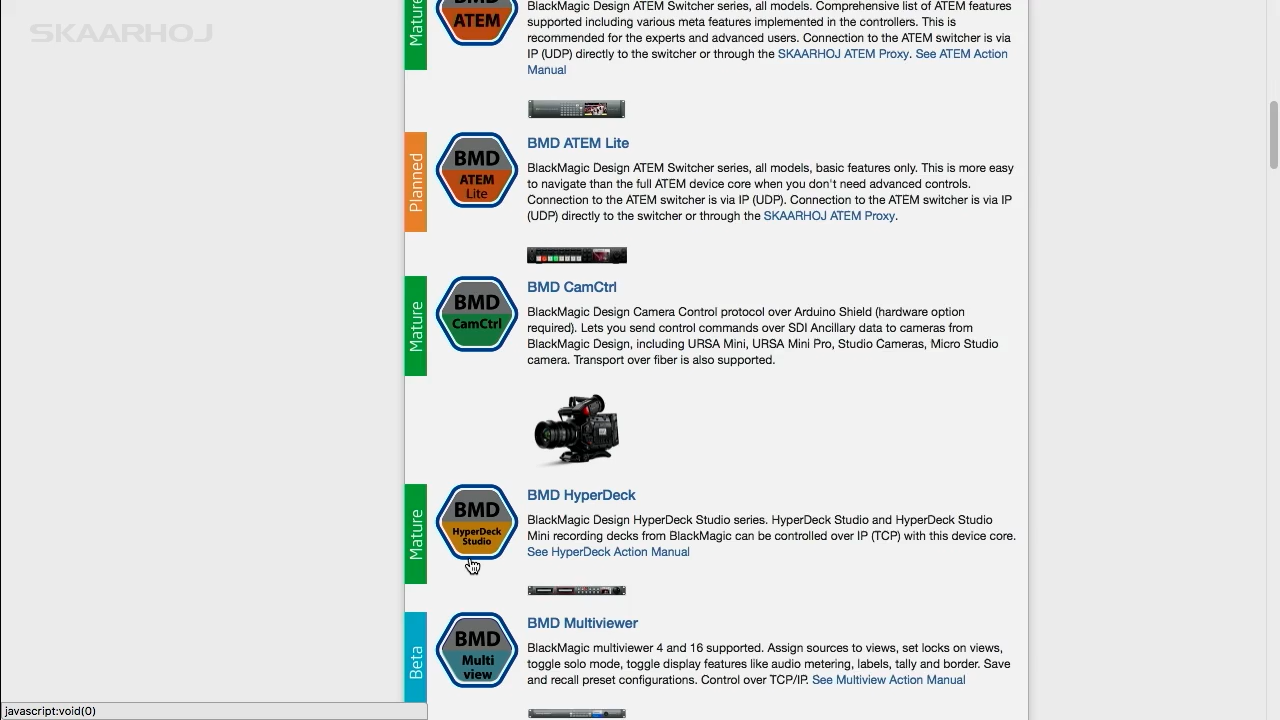 SKAARHOJ
Mature
BMD
ATEM
BlackMagic Design ATEM Switcher series, all models. Comprehensive list of ATEM features
supported including various meta features implemented in the controllers. This is
recommended for the experts and advanced users. Connection to the ATEM switcher is via
IP (UDP) directly to the switcher or through the SKAARHOJ ATEM Proxy. See ATEM Action
Manual
Planned
BMD
ATEM
Lite
BMD ATEM Lite
BlackMagic Design ATEM Switcher series, all models, basic features only. This is more easy
to navigate than the full ATEM device core when you don't need advanced controls.
Connection to the ATEM switcher is via IP (UDP). Connection to the ATEM switcher is via IP
(UDP) directly to the switcher or through the SKAARHOJ ATEM Proxy.
Mature
BMD
CamCtrl
BMD CamCtrl
BlackMagic Design Camera Control protocol over Arduino Shield (hardware option
required). Lets you send control commands over SDI Ancillary data to cameras from
BlackMagic Design, including URSA Mini, URSA Mini Pro, Studio Cameras, Micro Studio
camera. Transport over fiber is also supported.
Mature
BMD
HyperDeck
Studio
BMD HyperDeck
BlackMagic Design HyperDeck Studio series. HyperDeck Studio and HyperDeck Studio
Mini recording decks from BlackMagic can be controlled over IP (TCP) with this device core.
See HyperDeck Action Manual
Beta
BMD
Multi
view
BMD Multiviewer
BlackMagic multiviewer 4 and 16 supported. Assign sources to views, set locks on views,
toggle solo mode, toggle display features like audio metering, labels, tally and border. Save
and recall preset configurations. Control over TCP/IP. See Multiview Action Manual
javascript:void(0)